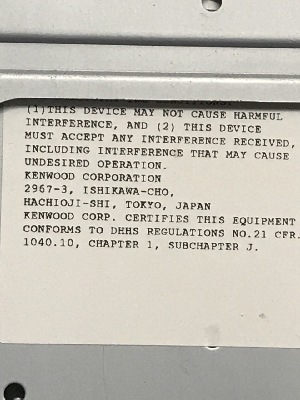 (1)THIS DEVICE MAY NOT CAUSE HARMFUL
INTERFERENCE, AND (2) THIS DEVICE
MUST ACCEPT ANY INTERFERENCE RECEIVED,
INCLUDING INTERFERENCE THAT MAY CAUSE
UNDESIRED OPERATION.
KENWOOD CORPORATION
2967-3, ISHIKAWA-CHO,
HACHIOJI-SHI, TOKYO, JAPAN
KENWOOD CORP. CERTIFIES THIS EQUIPMENT
CONFORMS TO DHHS REGULATIONS NO.21 CFR.
1040.10, CHAPTER 1, SUBCHAPTER J.